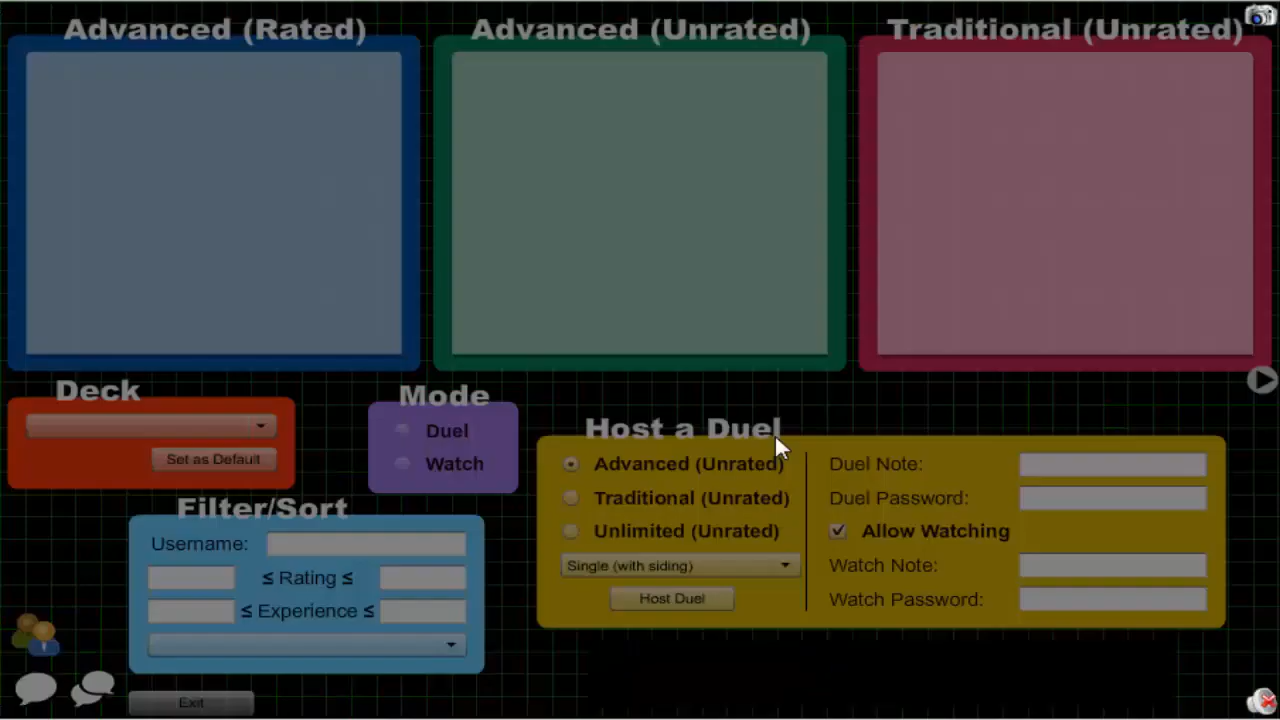 Advanced (Rated)
Advanced (Unrated)
Traditional (Unrated)
Deck
Set as Default
Mode
Duel
Watch
Filter/Sort
Username:
≤ Rating ≤
≤ Experience ≤
Host a Duel
Advanced (Unrated)
Traditional (Unrated)
Unlimited (Unrated)
Single (with siding)
Host Duel
Duel Note:
Duel Password:
Allow Watching
Watch Note:
Watch Password:
Exit